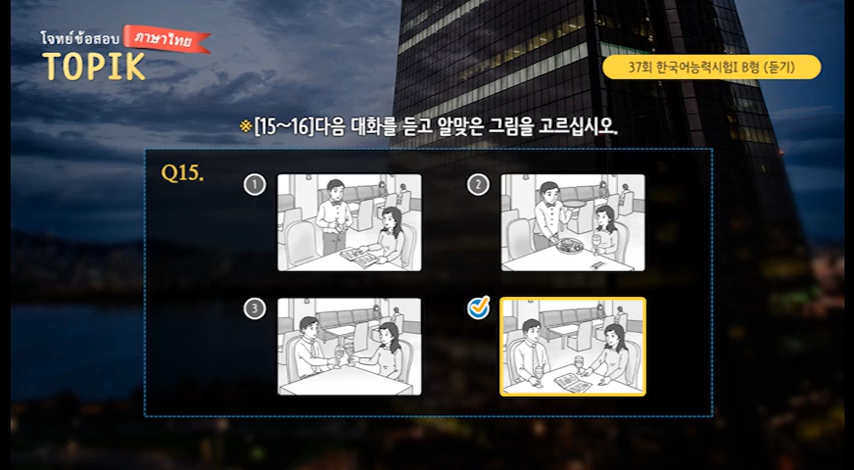 โจทย์ข้อสอบ ภาษาไทย
TOPIK
37회 한국어능력시험I B형 (듣기)
※[15~16]다음 대화를 듣고 알맞은 그림을 고르십시오.
Q15.
1
2
3